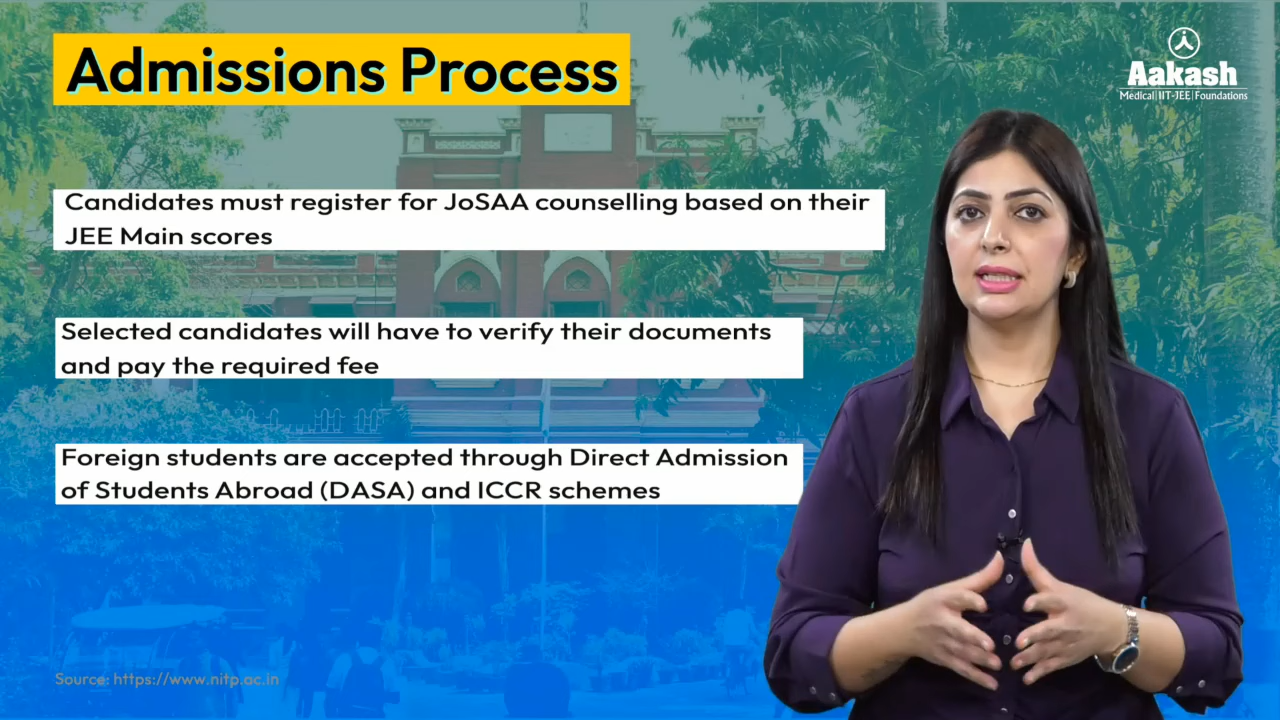 Admissions Process
Aakash
Medical|IIT-JEE|Foundations
Candidates must register for JoSAA counselling based on their
JEE Main scores
Selected candidates will have to verify their documents
and pay the required fee
Foreign students are accepted through Direct Admission
of Students Abroad (DASA) and ICCR schemes
Source: https://www.nitp.ac.in